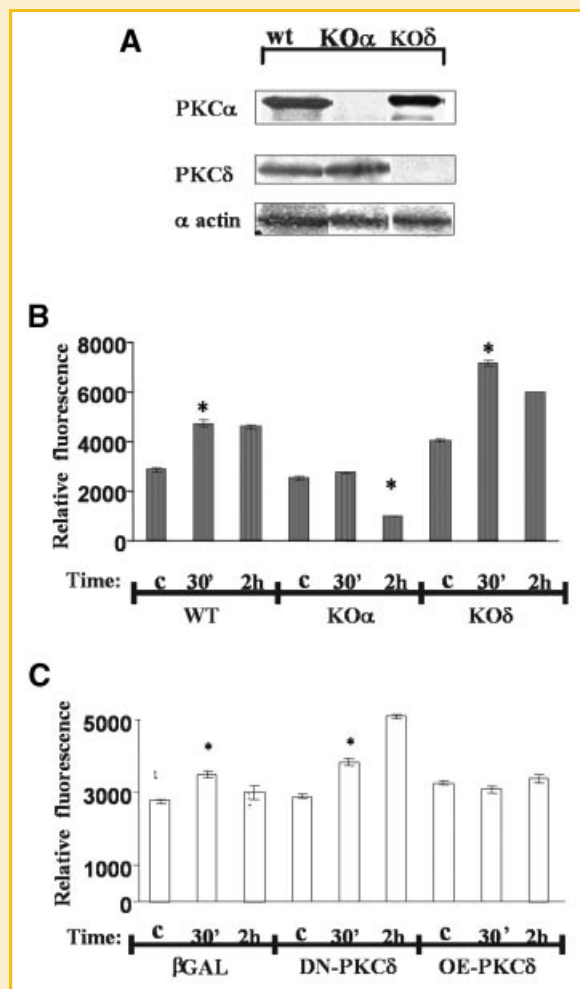 A
wt KOα KOδ
PKCα
PKCδ
α actin
B
Relative fluorescence
8000
6000
4000
2000
0
* * *
Time: c 30' 2h c 30' 2h c 30' 2h
WT KOα KOδ
C
Relative fluorescence
5000
3000
1000
0
* *
Time: c 30' 2h c 30' 2h c 30' 2h
βGAL DN-PKCδ OE-PKCδ